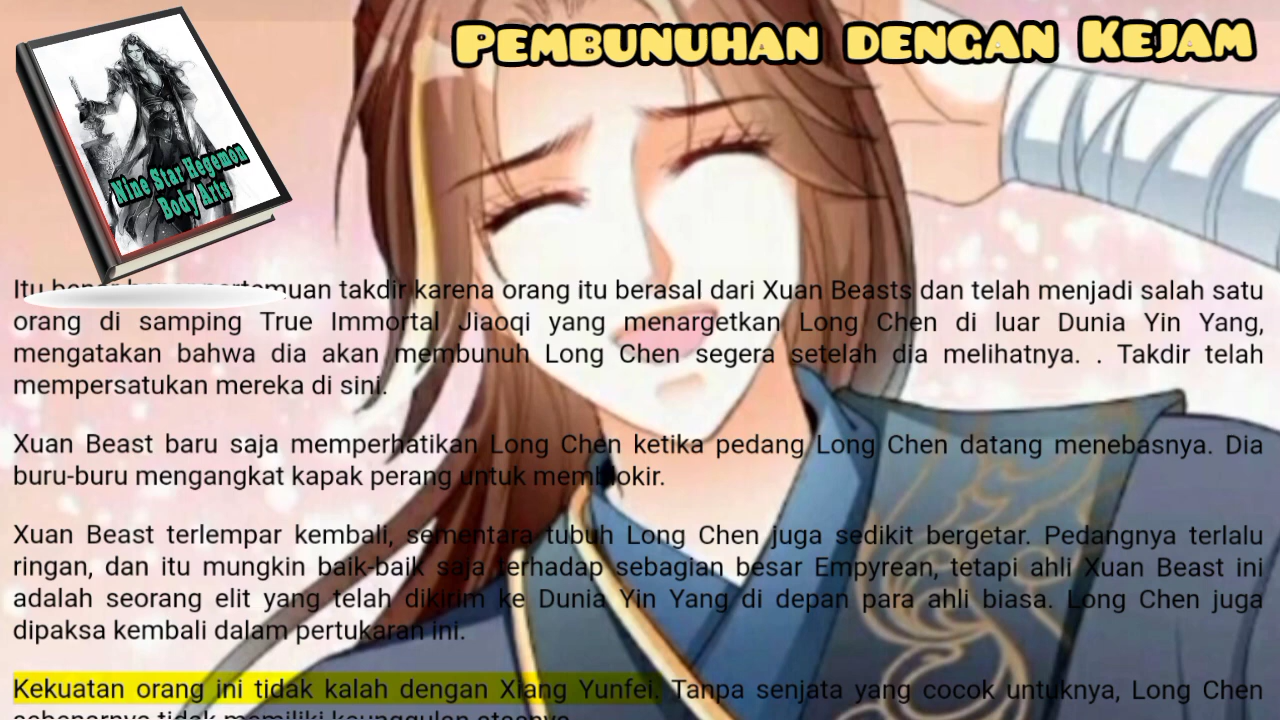 Pembunuhan dengan Kejam
Nine Star Hegemon
Body Arts
Itu pertemuan takdir karena orang itu berasal dari Xuan Beasts dan telah menjadi salah satu
orang di samping True Immortal Jiaoqi yang menargetkan Long Chen di luar Dunia Yin Yang,
mengatakan bahwa dia akan membunuh Long Chen segera setelah dia melihatnya. . Takdir telah
mempersatukan mereka di sini.
Xuan Beast baru saja memperhatikan Long Chen ketika pedang Long Chen datang menebasnya. Dia
buru-buru mengangkat kapak perang untuk memblokir.
Xuan Beast terlempar kembali, sementara tubuh Long Chen juga sedikit bergetar. Pedangnya terlalu
ringan, dan itu mungkin baik-baik saja terhadap sebagian besar Empyrean, tetapi ahli Xuan Beast ini
adalah seorang elit yang telah dikirim ke Dunia Yin Yang di depan para ahli biasa. Long Chen juga
dipaksa kembali dalam pertukaran ini.
Kekuatan orang ini tidak kalah dengan Xiang Yunfei. Tanpa senjata yang cocok untuknya, Long Chen
sebenarnya tidak memiliki keunggulan atasnya.